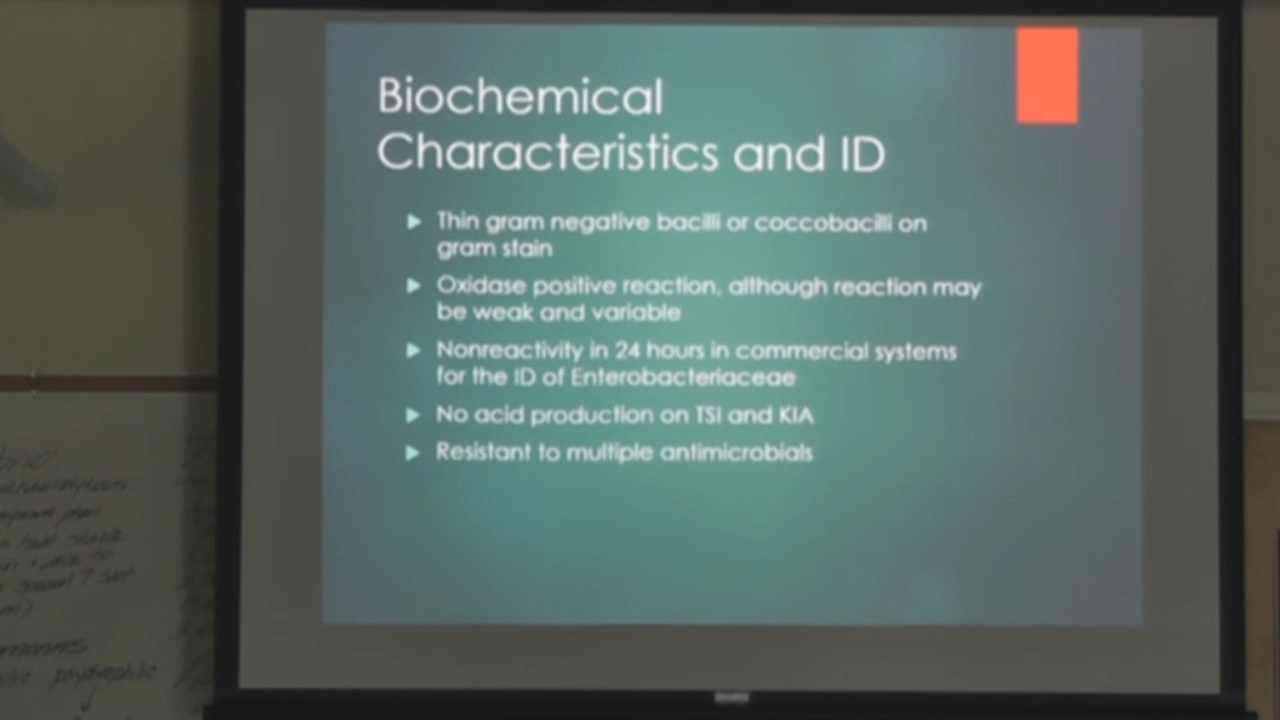 Biochemical
Characteristics and ID
Thin gram negative bacilli or coccobacilli on
gram stain
Oxidase positive reaction, although reaction may
be weak and variable
Nonreactivity in 24 hours in commercial systems
for the ID of Enterobacteriaceae
No acid production on TSI and KIA
Resistant to multiple antimicrobials